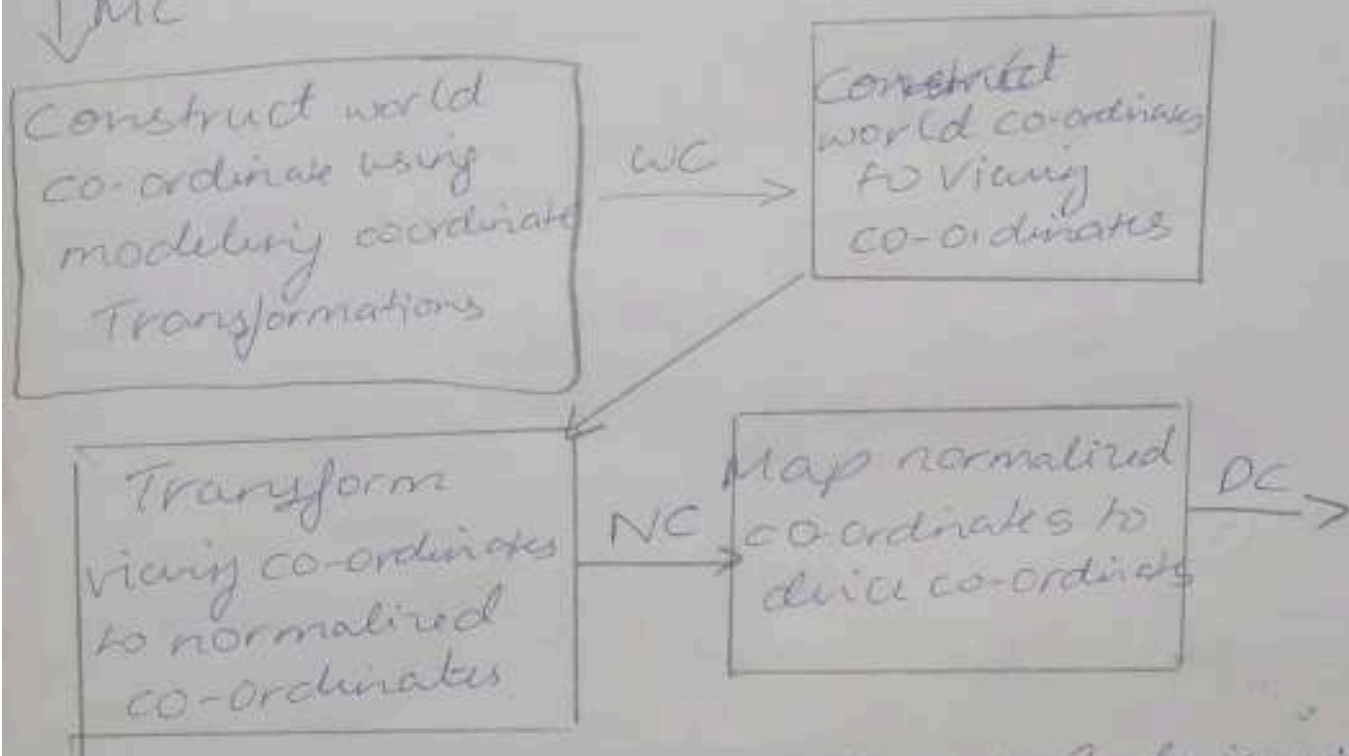 MC
Construct world
co-ordinate using
modeling coordinate
Transformations
WC
Construct
world co-ordinates
to viewing
co-ordinates
Transform
viewing co-ordinates
to normalized
co-ordinates
NC
Map normalized
co-ordinates to
device co-ordinates
DC